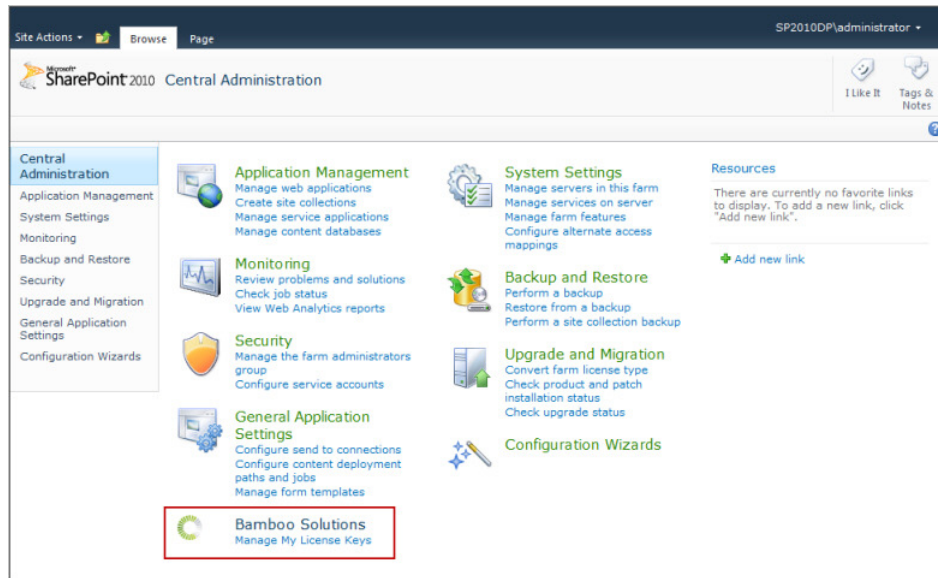 SP2010DP\administrator
Site Actions
Browse
Page
Microsoft
SharePoint 2010 Central Administration
I Like It
Tags &
Notes
Central
Administration
Application Management
System Settings
Monitoring
Backup and Restore
Security
Upgrade and Migration
General Application
Settings
Configuration Wizards
Application Management
Manage web applications
Create site collections
Manage service applications
Manage content databases
Monitoring
Review problems and solutions
Check job status
View Web Analytics reports
Security
Manage the farm administrators
group
Configure service accounts
General Application
Settings
Configure send to connections
Configure content deployment
paths and jobs
Manage form templates
Bamboo Solutions
Manage My License Keys
System Settings
Manage servers in this farm
Manage services on server
Manage farm features
Configure alternate access
mappings
Backup and Restore
Perform a backup
Restore from a backup
Perform a site collection backup
Upgrade and Migration
Convert farm license type
Check product and patch
installation status
Check upgrade status
Configuration Wizards
Resources
There are currently no favorite links
to display. To add a new link, click
"Add new link".
Add new link